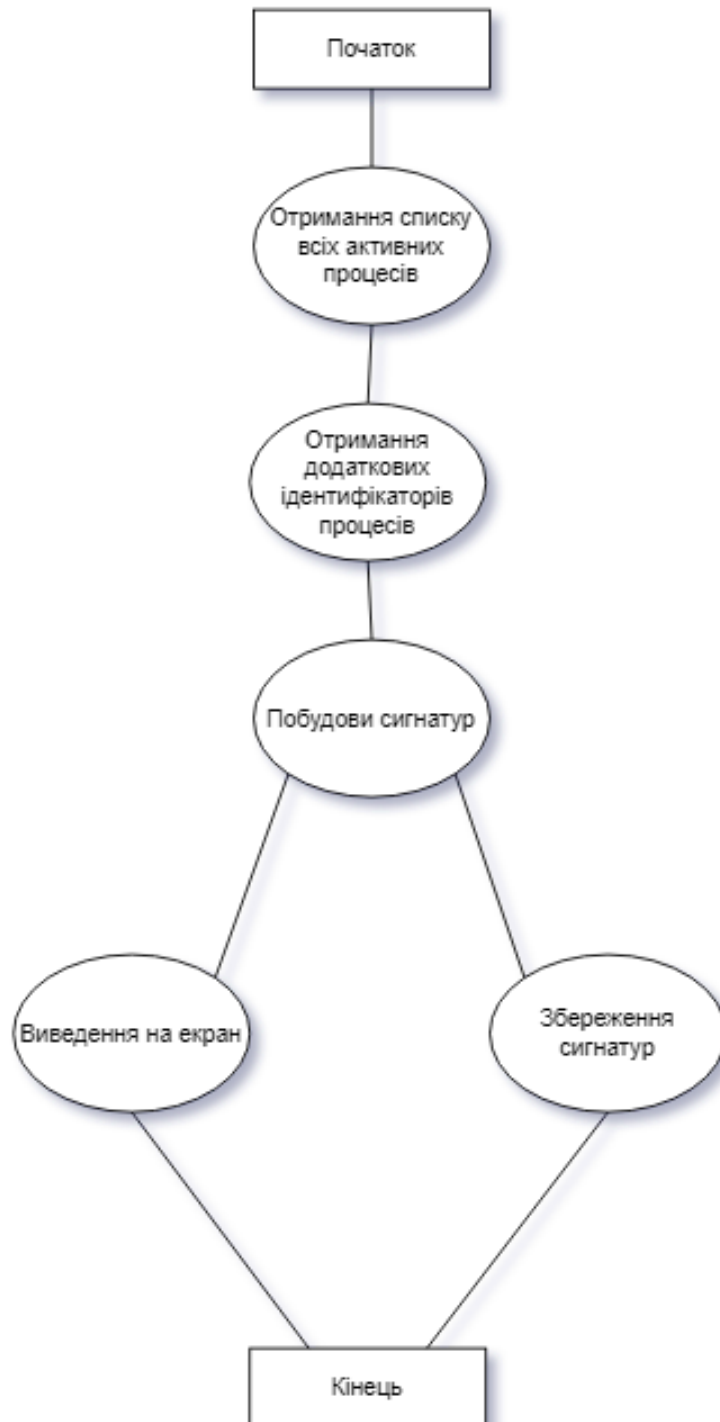 Початок
Отримання списку
всіх активних
процесів
Отримання
додаткових
ідентифікаторів
процесів
Побудови сигнатур
Виведення на екран
Збереження
сигнатур
Кінець